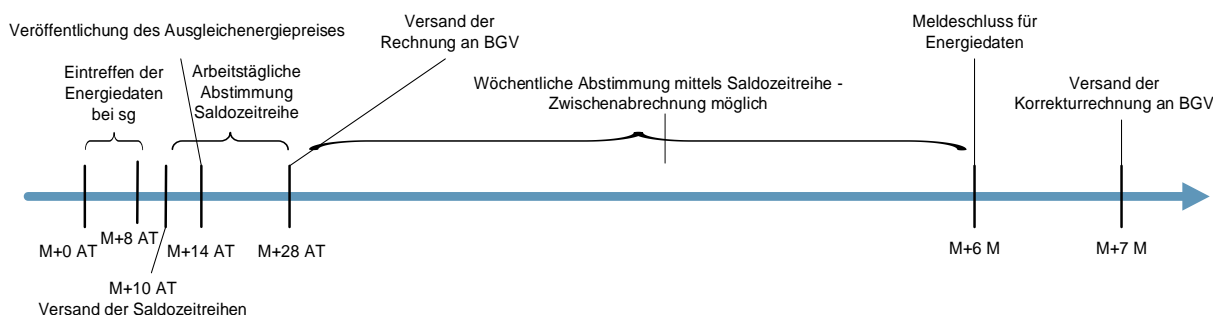 Veröffentlichung des Ausgleichenergiepreises
Versand der
Rechnung an BGV
Meldeschluss für
Energiedaten
Eintreffen der
Energiedaten
bei sg
Arbeitstägliche
Abstimmung
Saldozeitreihe
Wöchentliche Abstimmung mittels Saldozeitreihe -
Zwischenabrechnung möglich
Versand der
Korrekturrechnung an BGV
M+0 AT
M+8 AT
M+14 AT
M+28 AT
M+6 M
M+7 M
M+10 AT
Versand der Saldozeitreihen